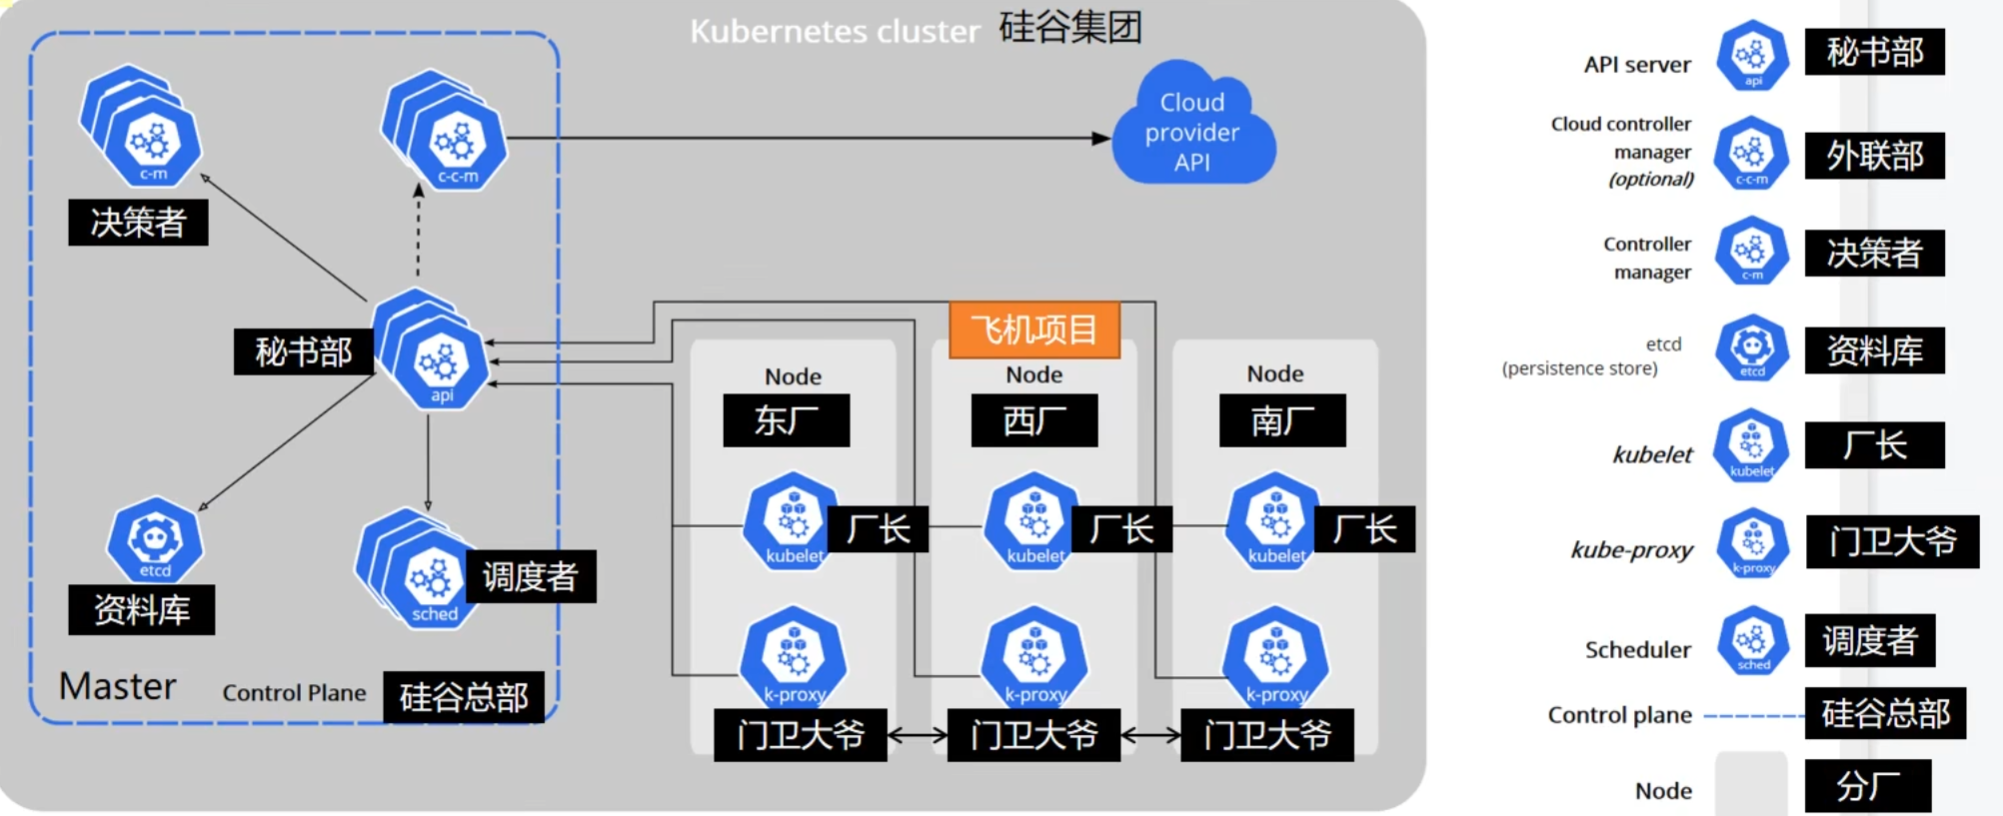 Kubernetes cluster 硅谷集团
c-m
决策者
c-c-m
Cloud
provider
API
秘书部
api
etcd
资料库
sched
调度者
Master
Control Plane
硅谷总部
飞机项目
Node
东厂
kubelet
厂长
k-proxy
门卫大爷
Node
西厂
kubelet
厂长
k-proxy
门卫大爷
Node
南厂
kubelet
厂长
k-proxy
门卫大爷
API server
api
秘书部
Cloud controller
manager
(optional)
c-c-m
外联部
Controller
manager
c-m
决策者
etcd
(persistence store)
etcd
资料库
kubelet
kubelet
厂长
kube-proxy
k-proxy
门卫大爷
Scheduler
sched
调度者
Control plane
硅谷总部
Node
分厂